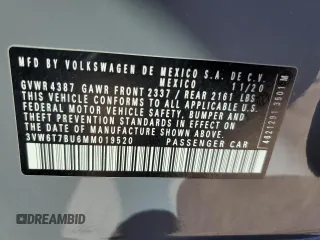 MFD.BY VOLKSWAGEN DE MEXICO S.A. DE C.V.
MEXICO 11/20
GVWR 4387 GAWR FRONT 2337 / REAR 2161 LBS
THIS VEHICLE CONFORMS TO ALL APPLICABLE U.S.
FEDERAL MOTOR VEHICLE SAFETY, BUMPER AND
THEFT PREVENTION STANDARDS IN EFFECT ON THE
DATE OF MANUFACTURE SHOWN ABOVE.
3VW6T7BU6MM019520 PASSENGER CAR
CREATED IN DREAMBID